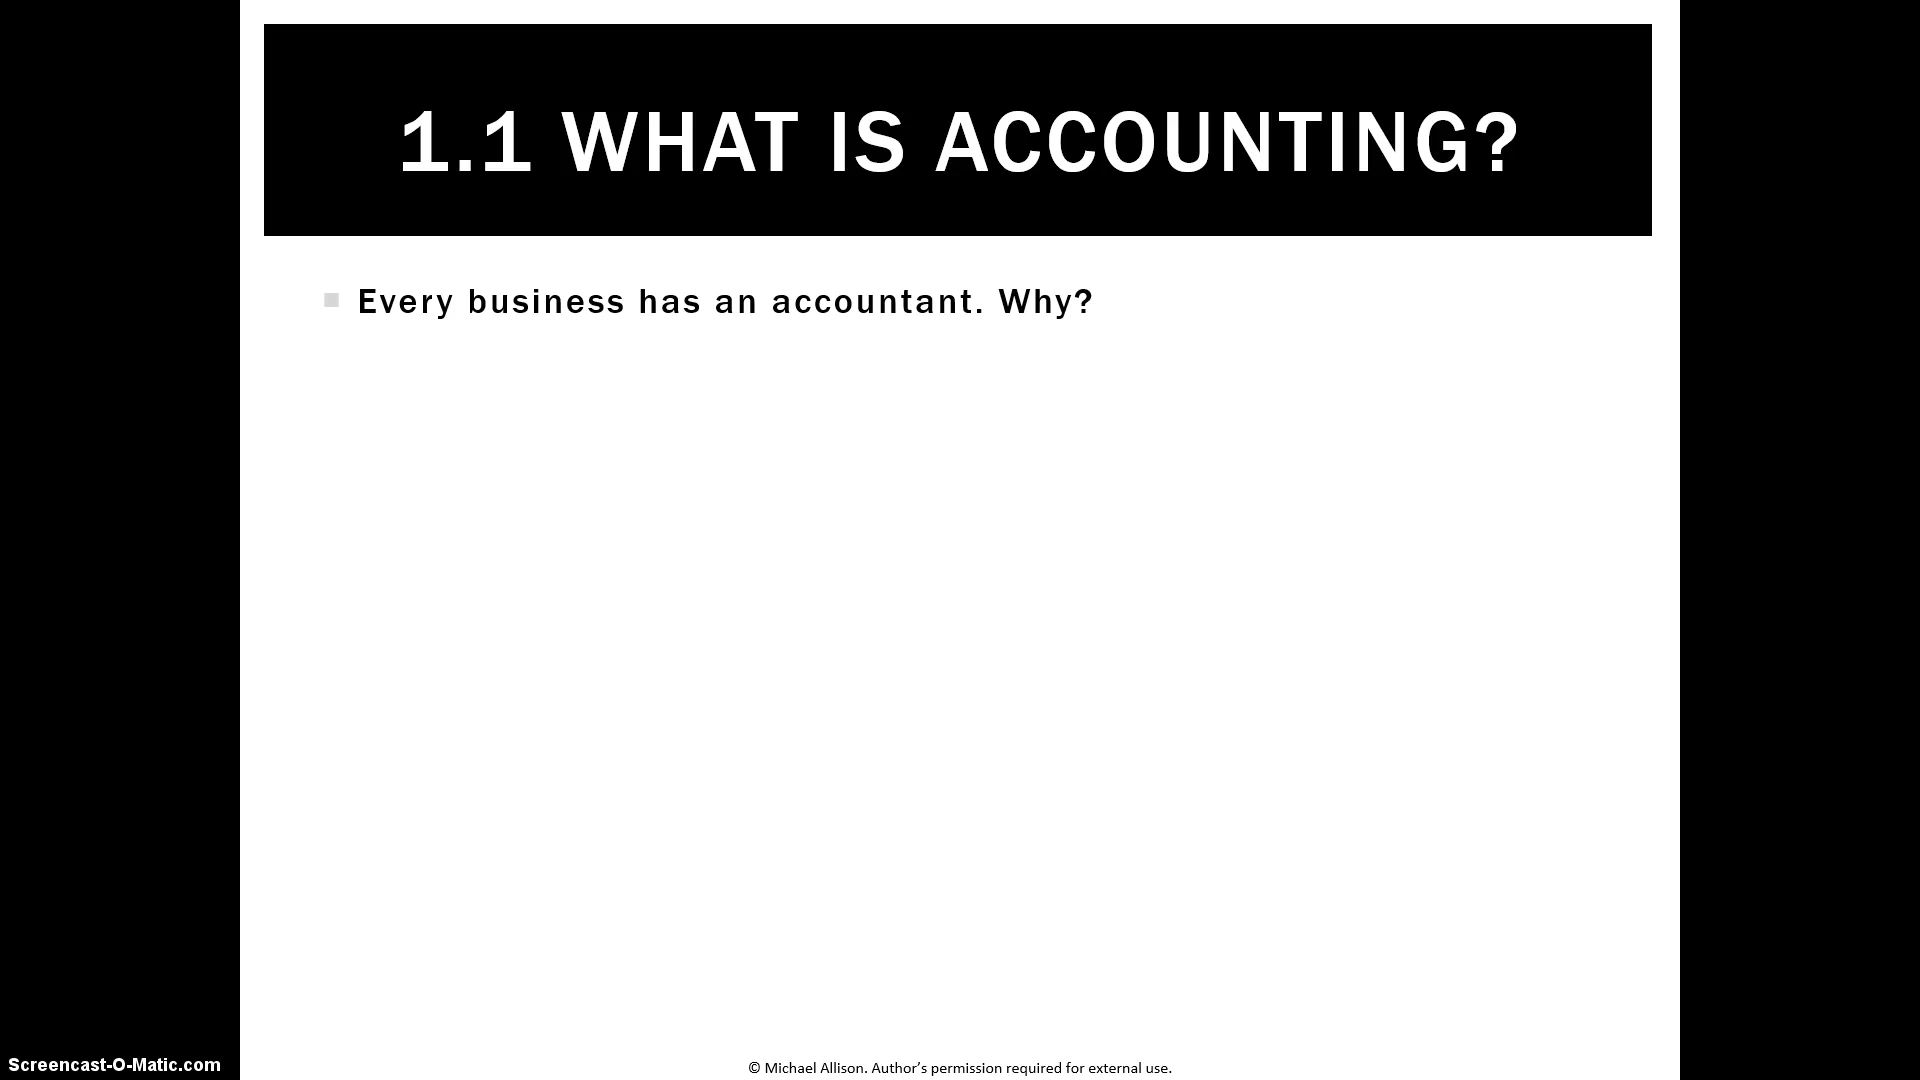 1.1 WHAT IS ACCOUNTING?
Every business has an accountant. Why?
© Michael Allison. Author’s permission required for external use.
Screencast-O-Matic.com